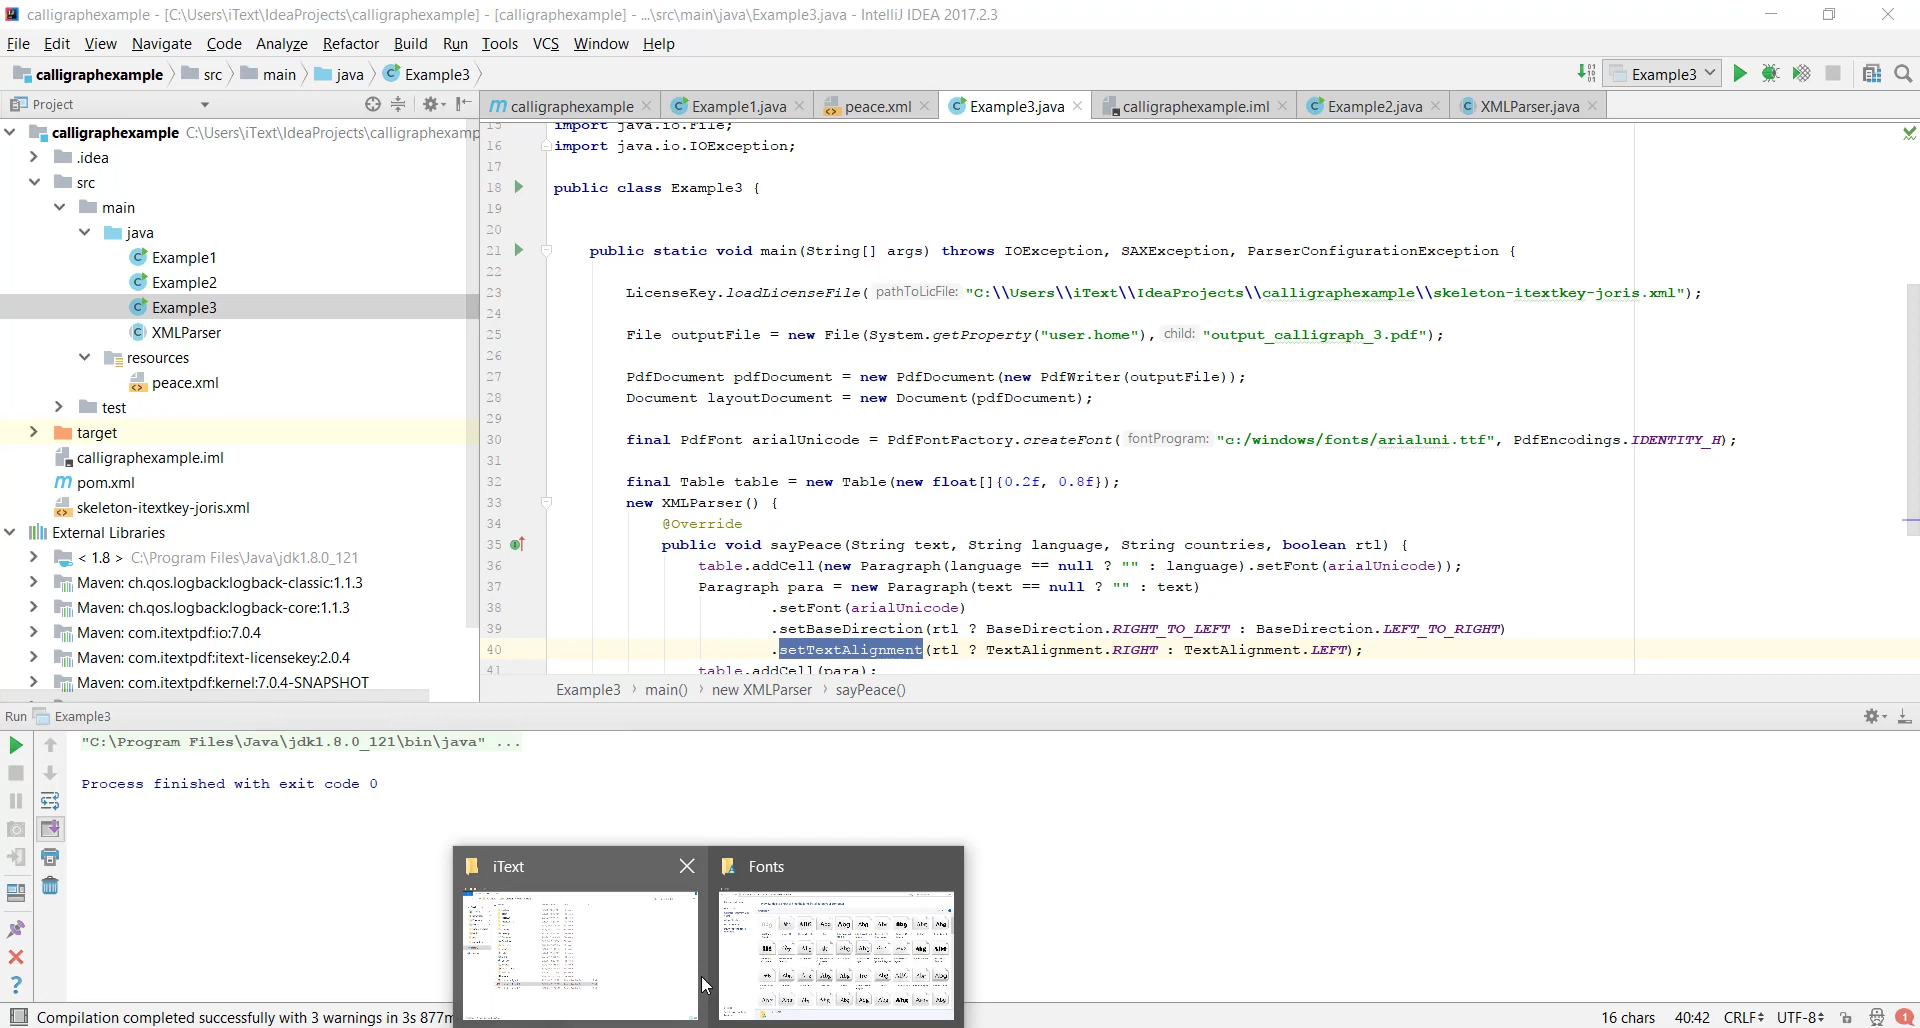 calligraphexample - [C:\Users\iText\IdeaProjects\calligraphexample] - [calligraphexample] - ...\src\main\java\Example3.java - IntelliJ IDEA 2017.2.3
File Edit View Navigate Code Analyze Refactor Build Run Tools VCS Window Help
calligraphexample src main java Example3
Example3
Project
calligraphexample Example1.java peace.xml Example3.java calligraphexample.iml Example2.java XMLParser.java
calligraphexample C:\Users\iText\IdeaProjects\calligraphexamp
.idea
src
main
java
Example1
Example2
Example3
XMLParser
resources
peace.xml
test
target
calligraphexample.iml
pom.xml
skeleton-itextkey-joris.xml
External Libraries
< 1.8 > C:\Program Files\Java\jdk1.8.0_121
Maven: ch.qos.logback:logback-classic:1.1.3
Maven: ch.qos.logback:logback-core:1.1.3
Maven: com.itextpdf:io:7.0.4
Maven: com.itextpdf:itext-licensekey:2.0.4
Maven: com.itextpdf:kernel:7.0.4-SNAPSHOT
15 import java.io.File;
16 import java.io.IOException;
17
18 public class Example3 {
19
20
21 public static void main(String[] args) throws IOException, SAXException, ParserConfigurationException {
22
23 LicenseKey.loadLicenseFile( pathToLicFile: "C:\\Users\\iText\\IdeaProjects\\calligraphexample\\skeleton-itextkey-joris.xml");
24
25 File outputFile = new File(System.getProperty("user.home"), child: "output_calligraph_3.pdf");
26
27 PdfDocument pdfDocument = new PdfDocument(new PdfWriter(outputFile));
28 Document layoutDocument = new Document(pdfDocument);
29
30 final PdfFont arialUnicode = PdfFontFactory.createFont( fontProgram: "c:/windows/fonts/arialuni.ttf", PdfEncodings.IDENTITY_H);
31
32 final Table table = new Table(new float[]{0.2f, 0.8f});
33 new XMLParser() {
34 @Override
35 public void sayPeace(String text, String language, String countries, boolean rtl) {
36 table.addCell(new Paragraph(language == null ? "" : language).setFont(arialUnicode));
37 Paragraph para = new Paragraph(text == null ? "" : text)
38 .setFont(arialUnicode)
39 .setBaseDirection(rtl ? BaseDirection.RIGHT_TO_LEFT : BaseDirection.LEFT_TO_RIGHT)
40 .setTextAlignment(rtl ? TextAlignment.RIGHT : TextAlignment.LEFT);
41 table.addCell(para);
Example3 main() new XMLParser sayPeace()
Run Example3
"C:\Program Files\Java\jdk1.8.0_121\bin\java" ...
Process finished with exit code 0
iText
Fonts
Compilation completed successfully with 3 warnings in 3s 877m
16 chars 40:42 CRLF UTF-8 1